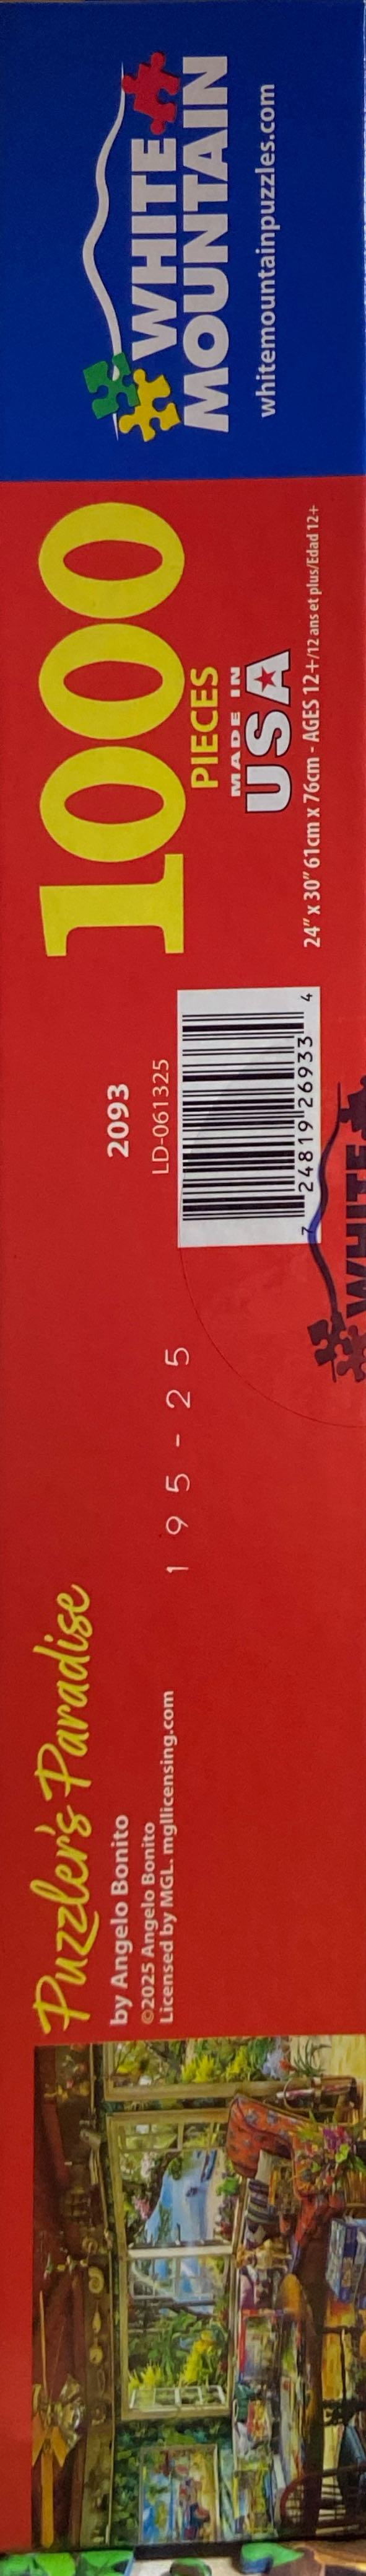 Puzzler's Paradise
by Angelo Bonito
©2025 Angelo Bonito
Licensed by MGL. mgllicensing.com
195-25
2093
LD-061325
7 24819 26933 4
WHITE
1000
PIECES
MADE IN
USA
24" x 30" 61cm x 76cm - AGES 12+/12 ans et plus/Edad 12+
WHITE
MOUNTAIN
whitemountainpuzzles.com